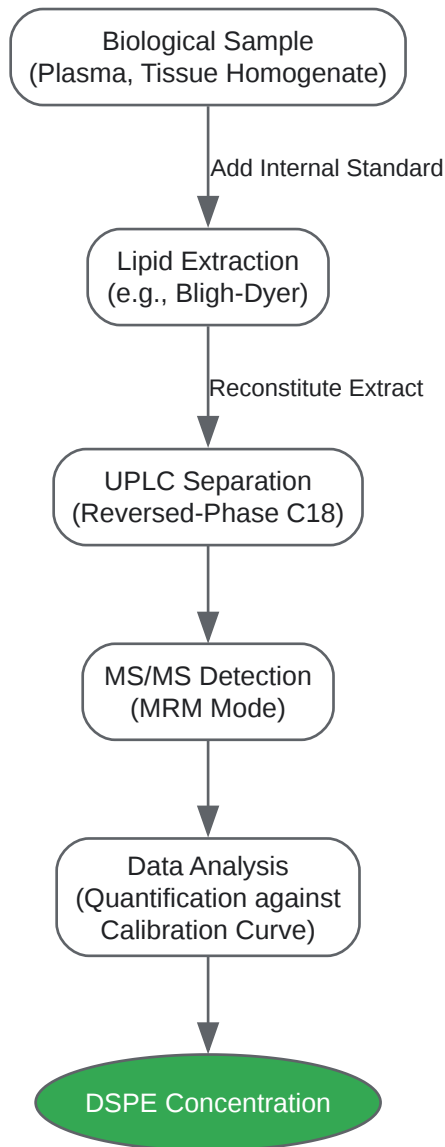 Biological Sample
(Plasma, Tissue Homogenate)
Add Internal Standard
Lipid Extraction
(e.g., Bligh-Dyer)
Reconstitute Extract
UPLC Separation
(Reversed-Phase C18)
MS/MS Detection
(MRM Mode)
Data Analysis
(Quantification against
Calibration Curve)
DSPE Concentration